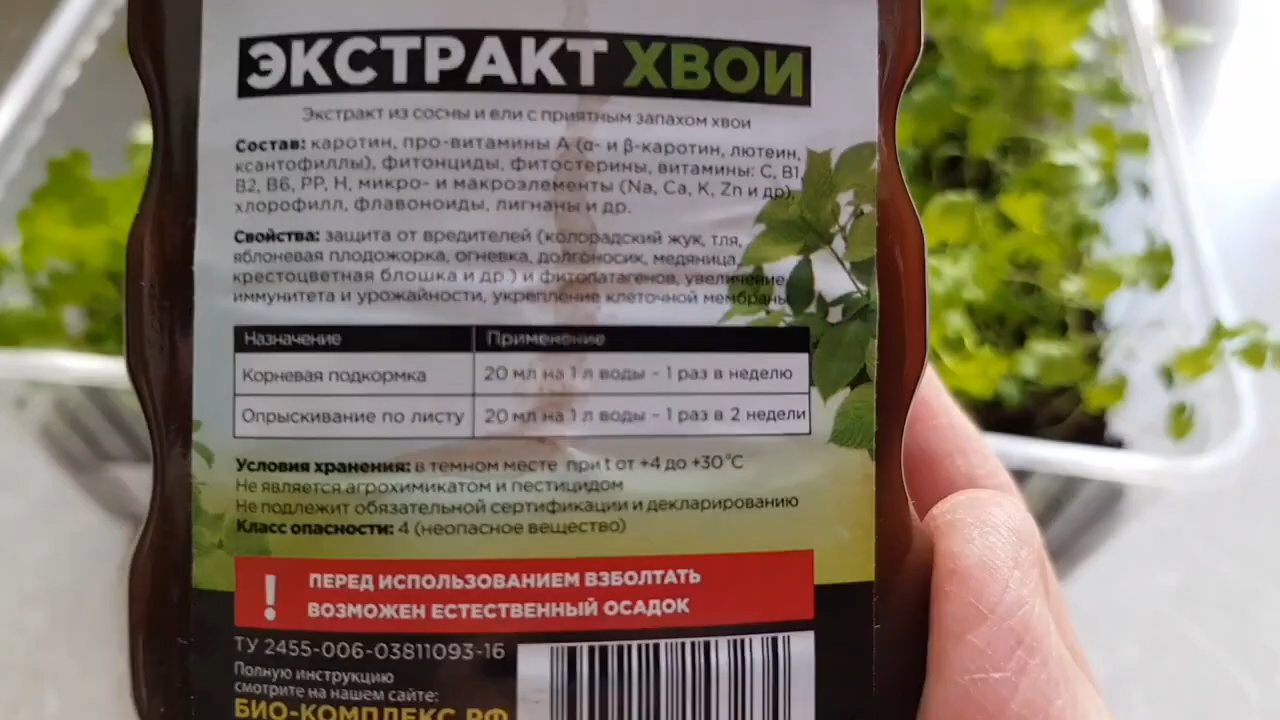 ЭКСТРАКТ ХВОИ
Экстракт из сосны и ели с приятным запахом хвои
Состав: каротин, про-витамины А (α- и β-каротин, лютеин,
ксантофиллы), фитонциды, фитостерины, витамины: С, В1,
В2, В6, РР, Н, микро- и макроэлементы (Na, Ca, K, Zn и др),
хлорофилл, флавоноиды, лигнаны и др.
Свойства: защита от вредителей (колорадский жук, тля,
яблоневая плодожорка, огневка, долгоносик, медяница,
крестоцветная блошка и др.) и фитопатагенов, увеличение
иммунитета и урожайности, укрепление клеточной мембраны
Назначение Применение
Корневая подкормка 20 мл на 1 л воды - 1 раз в неделю
Опрыскивание по листу 20 мл на 1 л воды - 1 раз в 2 недели
Условия хранения: в темном месте при t от +4 до +30°С
Не является агрохимикатом и пестицидом
Не подлежит обязательной сертификации и декларированию
Класс опасности: 4 (неопасное вещество)
! ПЕРЕД ИСПОЛЬЗОВАНИЕМ ВЗБОЛТАТЬ
ВОЗМОЖЕН ЕСТЕСТВЕННЫЙ ОСАДОК
ТУ 2455-006-03811093-16
Полную инструкцию
смотрите на нашем сайте:
БИО-КОМПЛЕКС.РФ